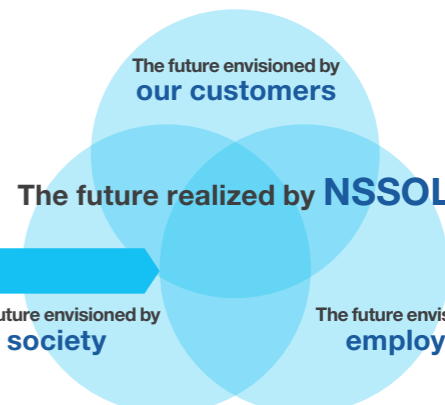 The future envisioned by
our customers
The future realized by NSSOL
uture envisioned by
society
The future envis
employ